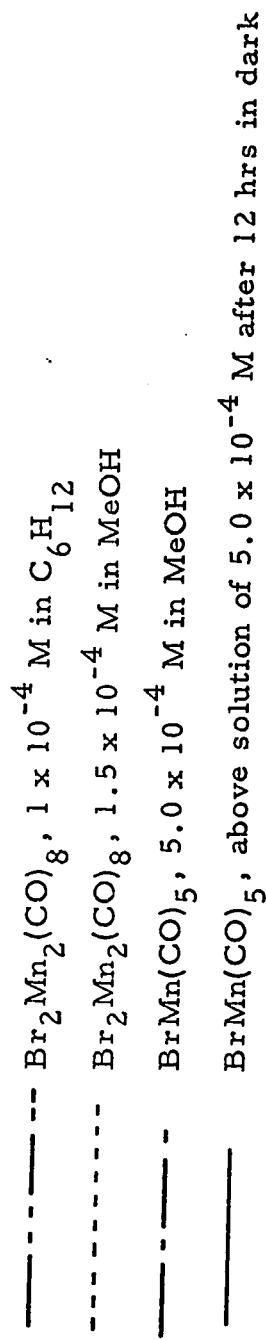 Br₂Mn₂(CO)₈, 1 x 10⁻⁴ M in C₆H₁₂
Br₂Mn₂(CO)₈, 1.5 x 10⁻⁴ M in MeOH
BrMn(CO)₅, 5.0 x 10⁻⁴ M in MeOH
BrMn(CO)₅, above solution of 5.0 x 10⁻⁴ M after 12 hrs in dark